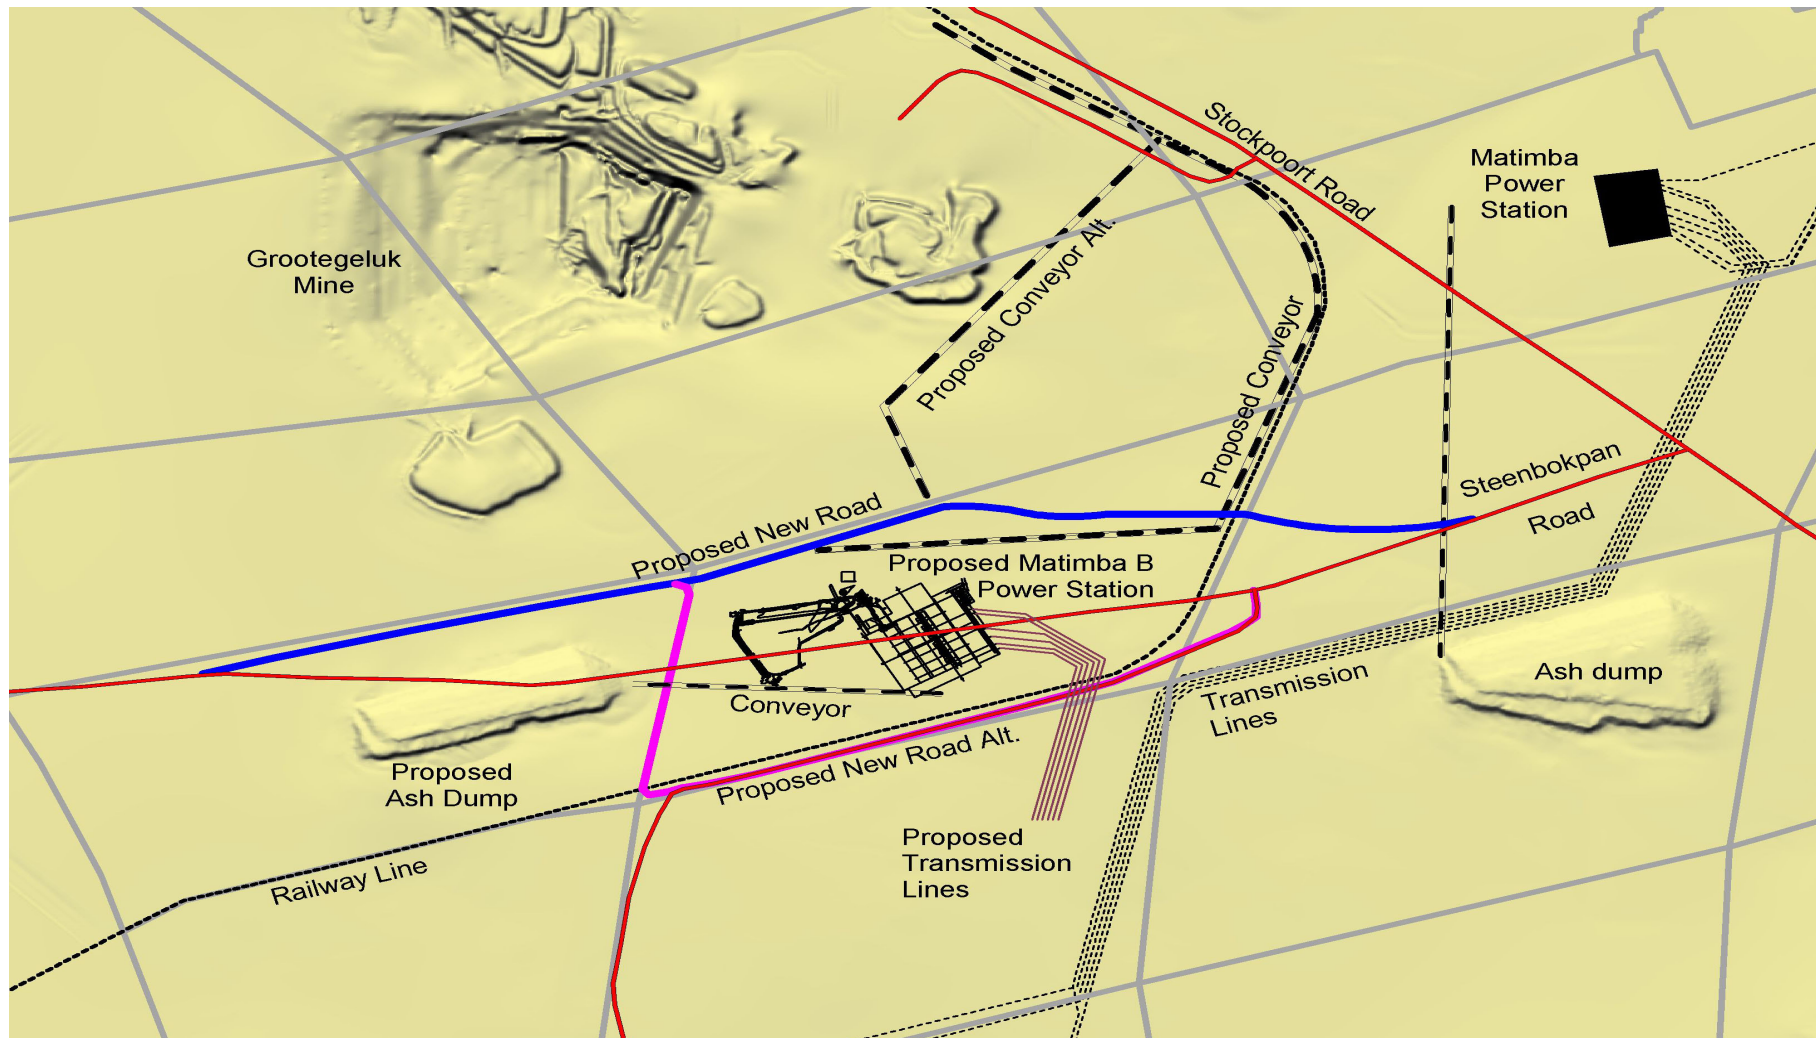 Stockpoort Road
Matimba
Power
Station
Grootegeluk
Mine
Proposed Conveyor Alt.
Proposed Conveyor
Steenbokpan
Road
Proposed New Road
Proposed Matimba B
Power Station
Ash dump
Transmission
Lines
Conveyor
Proposed New Road Alt.
Proposed
Ash Dump
Proposed
Transmission
Lines
Railway Line